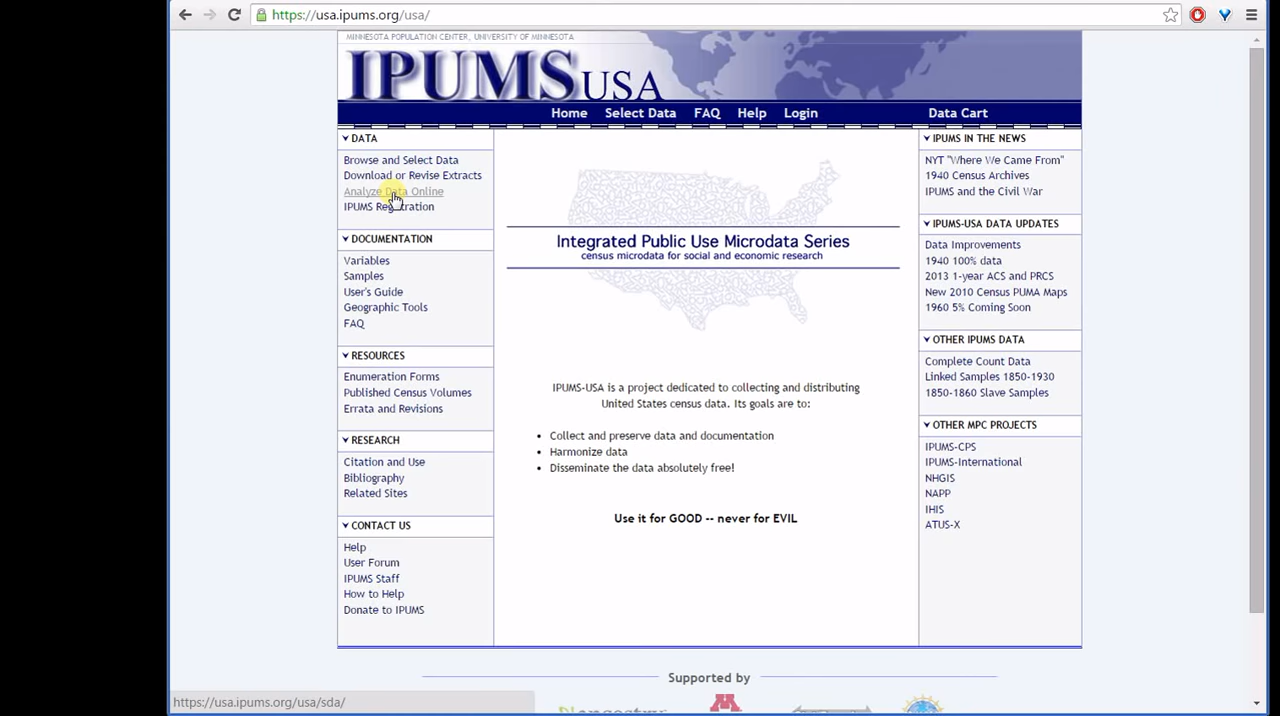 https://usa.ipums.org/usa/
MINNESOTA POPULATION CENTER, UNIVERSITY OF MINNESOTA
IPUMS USA
Home Select Data FAQ Help Login Data Cart
DATA
Browse and Select Data
Download or Revise Extracts
Analyze Data Online
IPUMS Registration
DOCUMENTATION
Variables
Samples
User's Guide
Geographic Tools
FAQ
RESOURCES
Enumeration Forms
Published Census Volumes
Errata and Revisions
RESEARCH
Citation and Use
Bibliography
Related Sites
CONTACT US
Help
User Forum
IPUMS Staff
How to Help
Donate to IPUMS
Integrated Public Use Microdata Series
census microdata for social and economic research
IPUMS-USA is a project dedicated to collecting and distributing
United States census data. Its goals are to:
• Collect and preserve data and documentation
• Harmonize data
• Disseminate the data absolutely free!
Use it for GOOD -- never for EVIL
IPUMS IN THE NEWS
NYT "Where We Came From"
1940 Census Archives
IPUMS and the Civil War
IPUMS-USA DATA UPDATES
Data Improvements
1940 100% data
2013 1-year ACS and PRCS
New 2010 Census PUMA Maps
1960 5% Coming Soon
OTHER IPUMS DATA
Complete Count Data
Linked Samples 1850-1930
1850-1860 Slave Samples
OTHER MPC PROJECTS
IPUMS-CPS
IPUMS-International
NHGIS
NAPP
IHIS
ATUS-X
Supported by
https://usa.ipums.org/usa/sda/